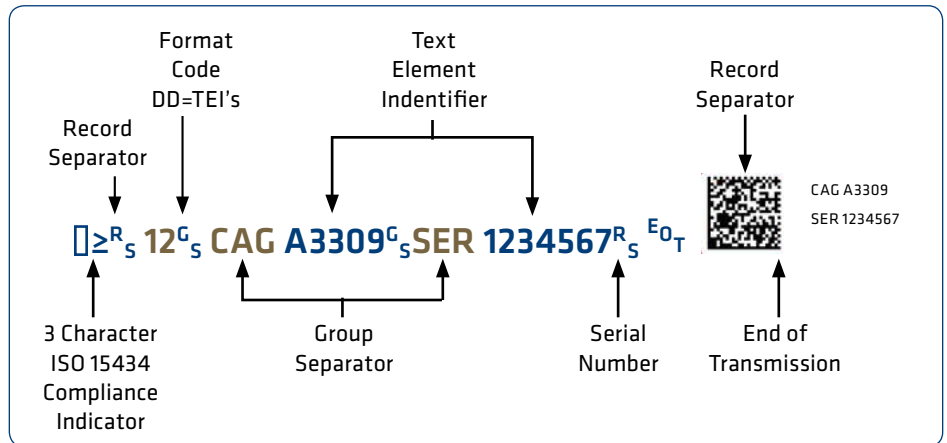 Format
Code
DD=TEI's
Text
Element
Indentifier
Record
Separator
Record
Separator
▯≥ᴿS 12ᴳS CAG A3309ᴳSSER 1234567ᴿS ᴱOT
CAG A3309
SER 1234567
3 Character
ISO 15434
Compliance
Indicator
Group
Separator
Serial
Number
End of
Transmission